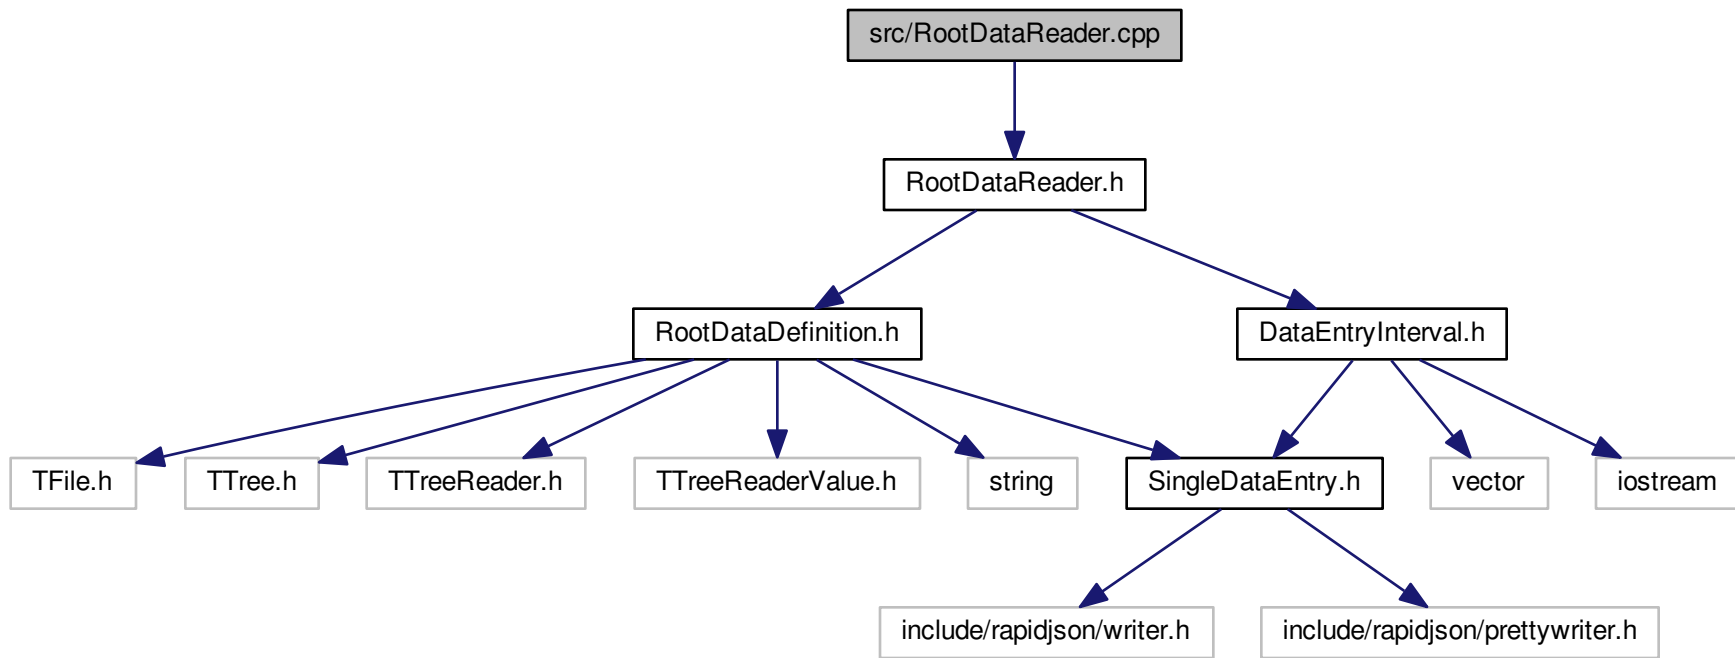 src/RootDataReader.cpp
RootDataReader.h
RootDataDefinition.h
DataEntryInterval.h
TFile.h
TTree.h
TTreeReader.h
TTreeReaderValue.h
string
SingleDataEntry.h
vector
iostream
include/rapidjson/writer.h
include/rapidjson/prettywriter.h